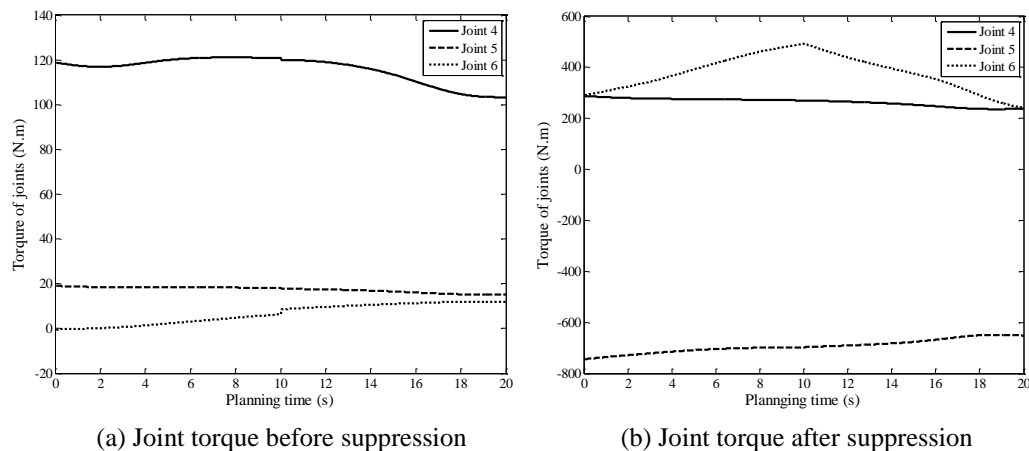 140
120
100
80
60
40
20
0
-20
0 2 4 6 8 10 12 14 16 18 20
Torqure of joints (N.m)
Planning time (s)
Joint 4
Joint 5
Joint 6
(a) Joint torque before suppression
600
400
200
0
-200
-400
-600
-800
0 2 4 6 8 10 12 14 16 18 20
Torque of joints (N.m)
Plannging time (s)
Joint 4
Joint 5
Joint 6
(b) Joint torque after suppression